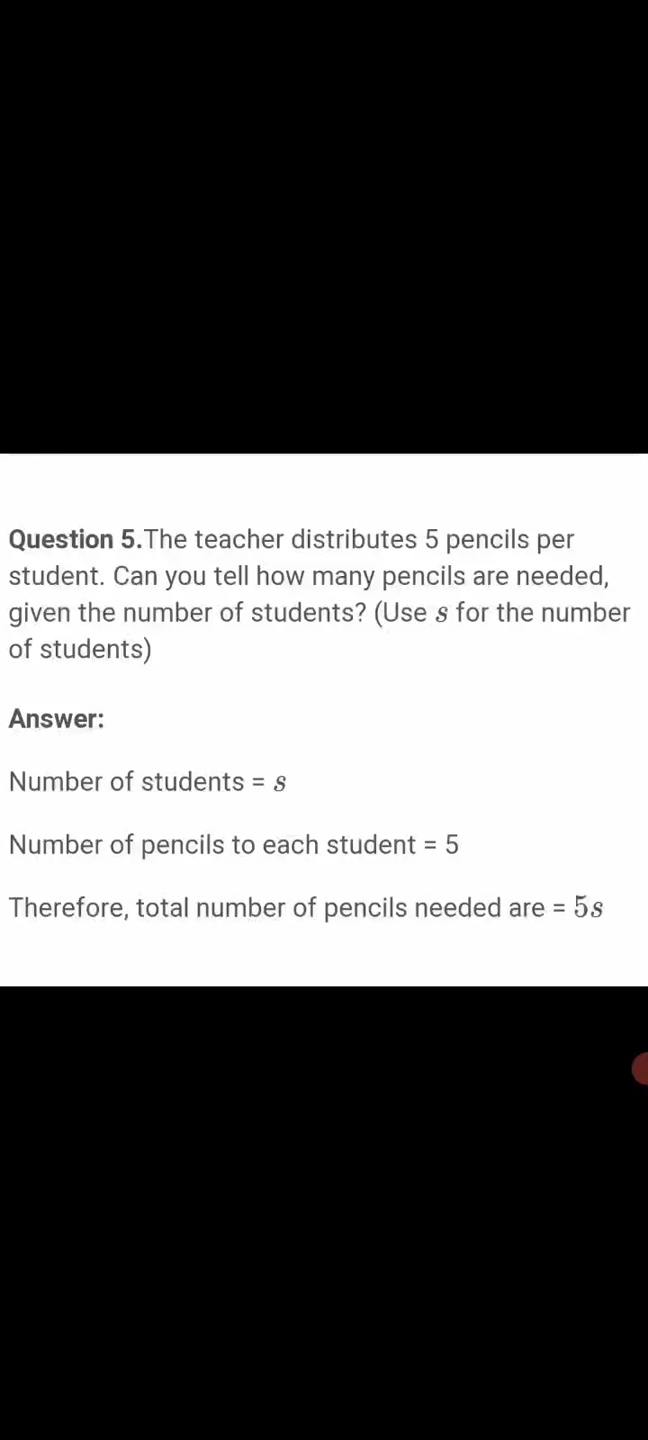 Question 5.The teacher distributes 5 pencils per
student. Can you tell how many pencils are needed,
given the number of students? (Use s for the number
of students)
Answer:
Number of students = s
Number of pencils to each student = 5
Therefore, total number of pencils needed are = 5s